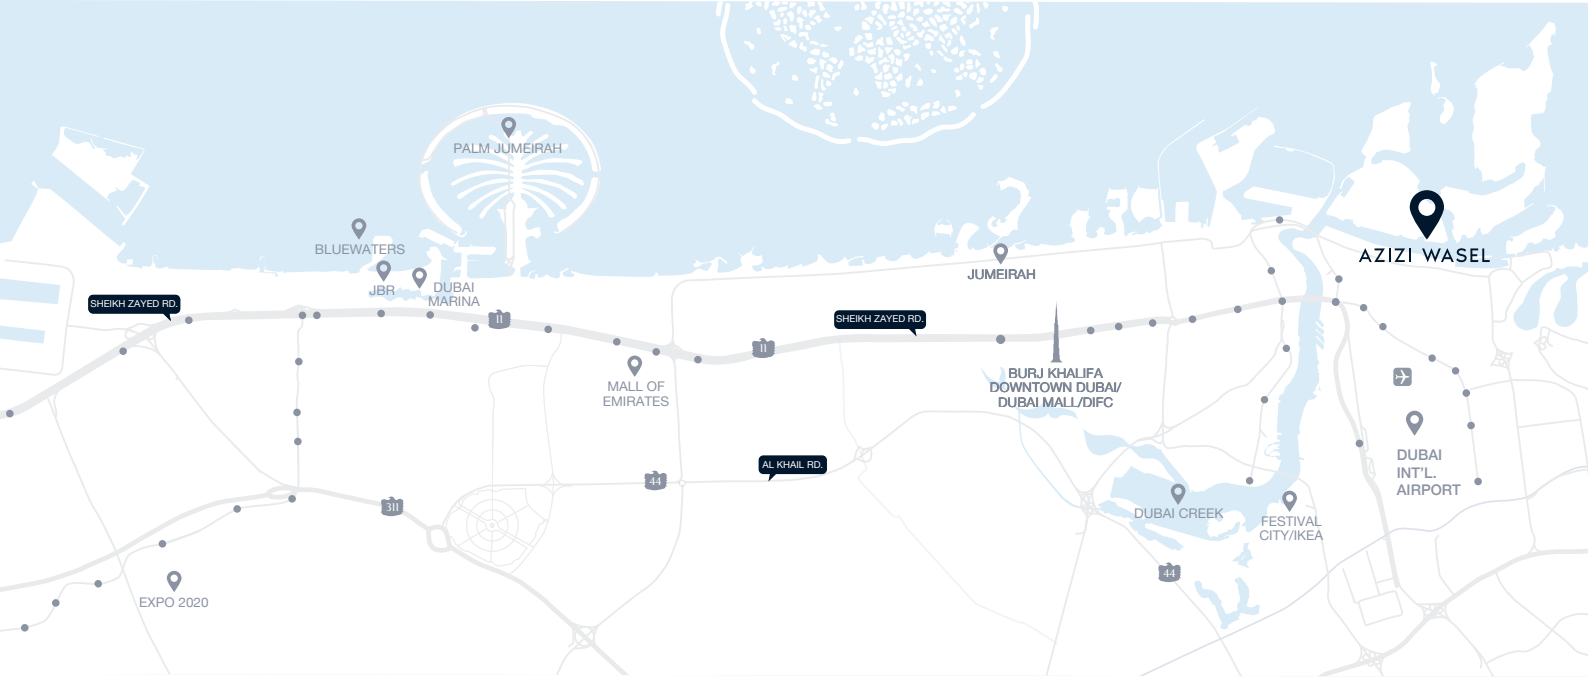 PALM JUMEIRAH
BLUEWATERS
JBR
DUBAI
MARINA
JUMEIRAH
AZIZI WASEL
SHEIKH ZAYED RD.
11
SHEIKH ZAYED RD.
11
MALL OF
EMIRATES
BURJ KHALIFA
DOWNTOWN DUBAI/
DUBAI MALL/DIFC
AL KHAIL RD.
44
311
DUBAI
INT'L.
AIRPORT
DUBAI CREEK
FESTIVAL
CITY/IKEA
44
EXPO 2020